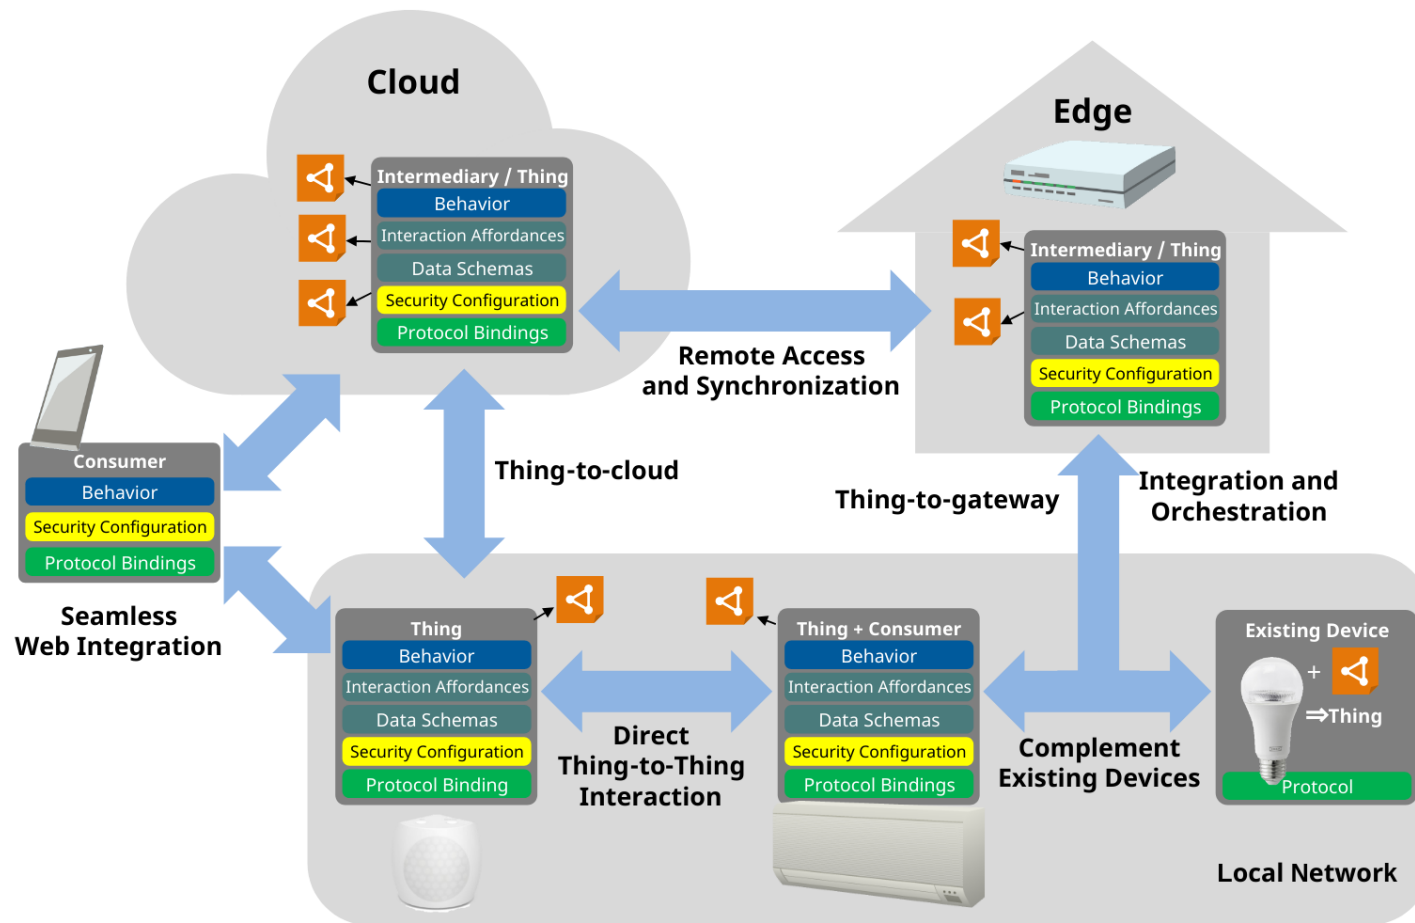 Cloud
Intermediary / Thing
Behavior
Interaction Affordances
Data Schemas
Security Configuration
Protocol Bindings
Edge
Intermediary / Thing
Behavior
Interaction Affordances
Data Schemas
Security Configuration
Protocol Bindings
Remote Access
and Synchronization
Consumer
Behavior
Security Configuration
Protocol Bindings
Seamless
Web Integration
Thing-to-cloud
Thing-to-gateway
Integration and
Orchestration
Thing
Behavior
Interaction Affordances
Data Schemas
Security Configuration
Protocol Binding
Direct
Thing-to-Thing
Interaction
Thing + Consumer
Behavior
Interaction Affordances
Data Schemas
Security Configuration
Protocol Bindings
Complement
Existing Devices
Existing Device
+
⇒Thing
Protocol
Local Network